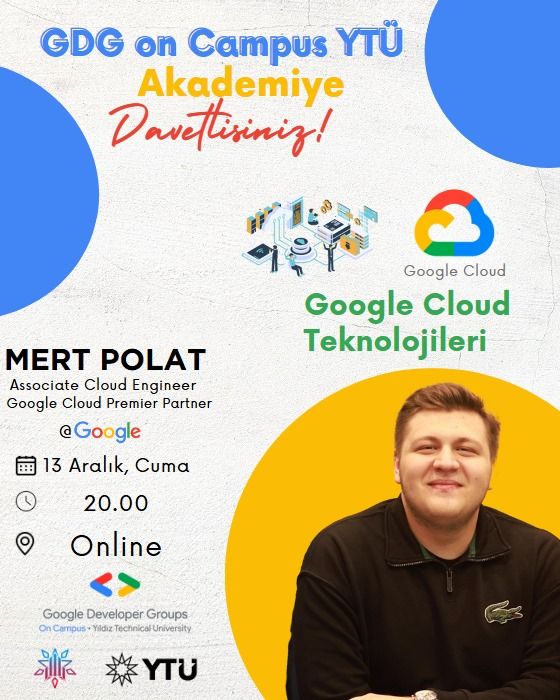 GDG on Campus YTÜ
Akademiye
Davetlisiniz!
Google Cloud
Google Cloud
Teknolojileri
MERT POLAT
Associate Cloud Engineer
Google Cloud Premier Partner
@Google
13 Aralık, Cuma
20.00
Online
Google Developer Groups
On Campus • Yıldız Technical University
YTÜ